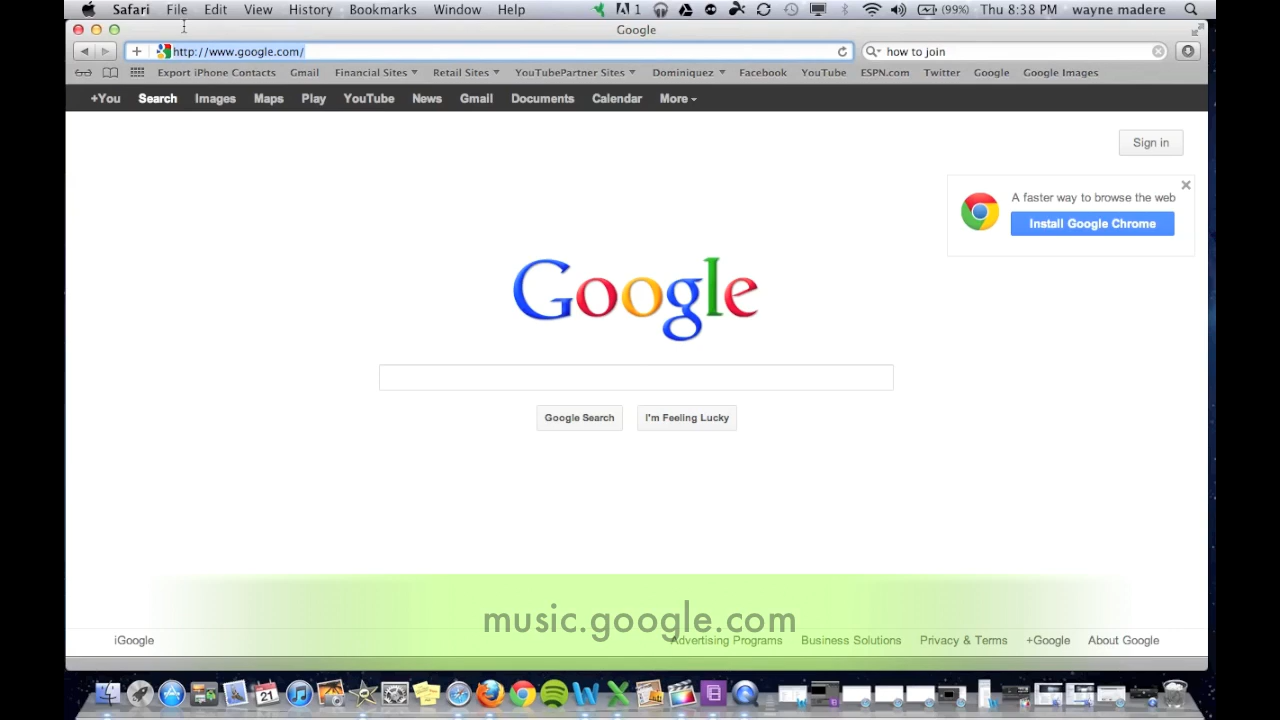 Safari File Edit View History Bookmarks Window Help 1 (99%) Thu 8:38 PM wayne madere
Google
http://www.google.com/ how to join
Export iPhone Contacts Gmail Financial Sites Retail Sites YouTubePartner Sites Dominiquez Facebook YouTube ESPN.com Twitter Google Google Images
+You Search Images Maps Play YouTube News Gmail Documents Calendar More
Sign in
A faster way to browse the web
Install Google Chrome
Google
Google Search I'm Feeling Lucky
music.google.com
iGoogle Advertising Programs Business Solutions Privacy & Terms +Google About Google
21